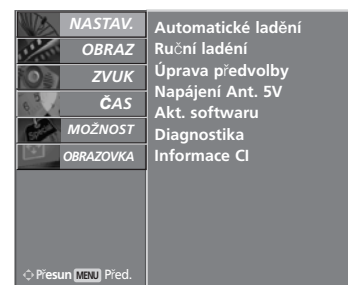 NASTAV.
OBRAZ
ZVUK
ČAS
MOŽNOST
OBRAZOVKA
Automatické ladění
Ruční ladéní
Úprava předvolby
Napájení Ant. 5V
Akt. softwaru
Diagnostika
Informace CI
Přesun MENU Před.